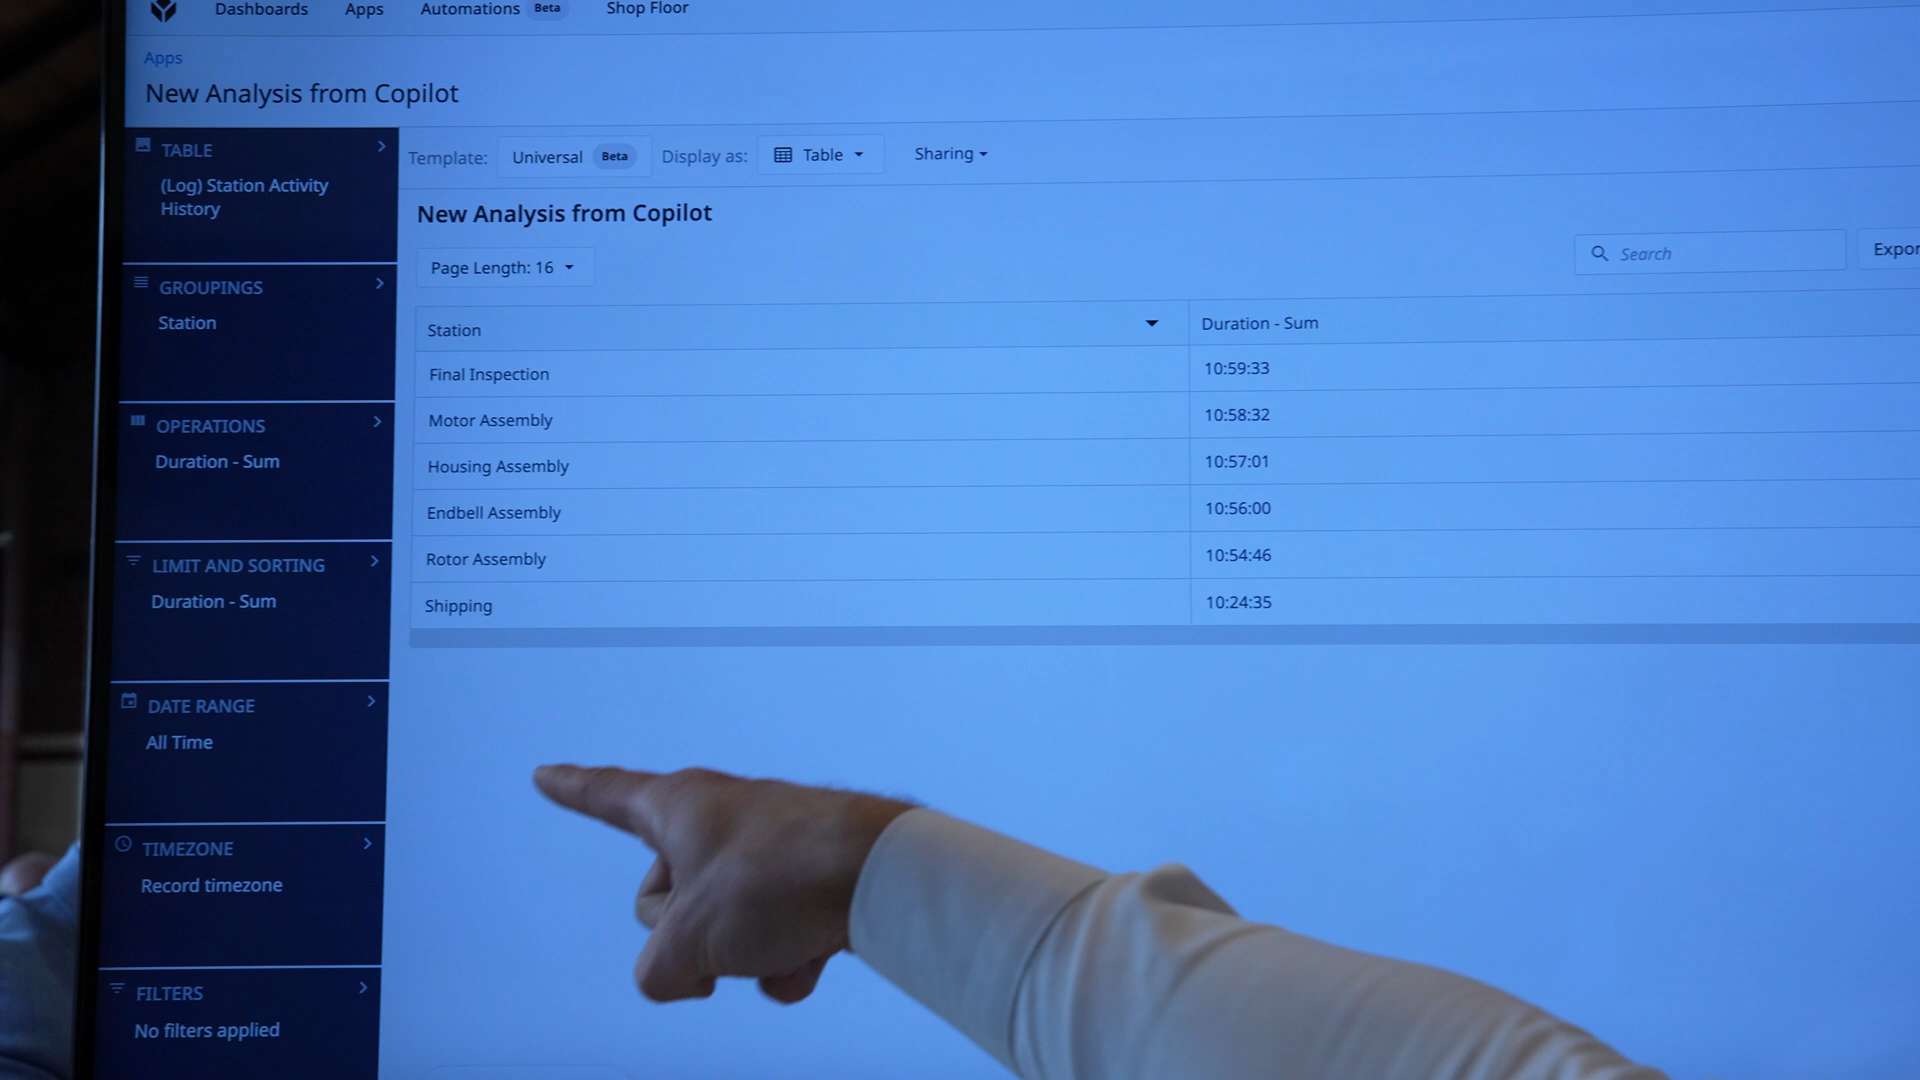 Dashboards Apps Automations Beta Shop Floor
Apps
New Analysis from Copilot
TABLE
(Log) Station Activity
History
GROUPINGS
Station
OPERATIONS
Duration - Sum
LIMIT AND SORTING
Duration - Sum
DATE RANGE
All Time
TIMEZONE
Record timezone
FILTERS
No filters applied
Template: Universal Beta Display as: Table Sharing
New Analysis from Copilot
Page Length: 16
Search
Expor
Station Duration - Sum
Final Inspection 10:59:33
Motor Assembly 10:58:32
Housing Assembly 10:57:01
Endbell Assembly 10:56:00
Rotor Assembly 10:54:46
Shipping 10:24:35